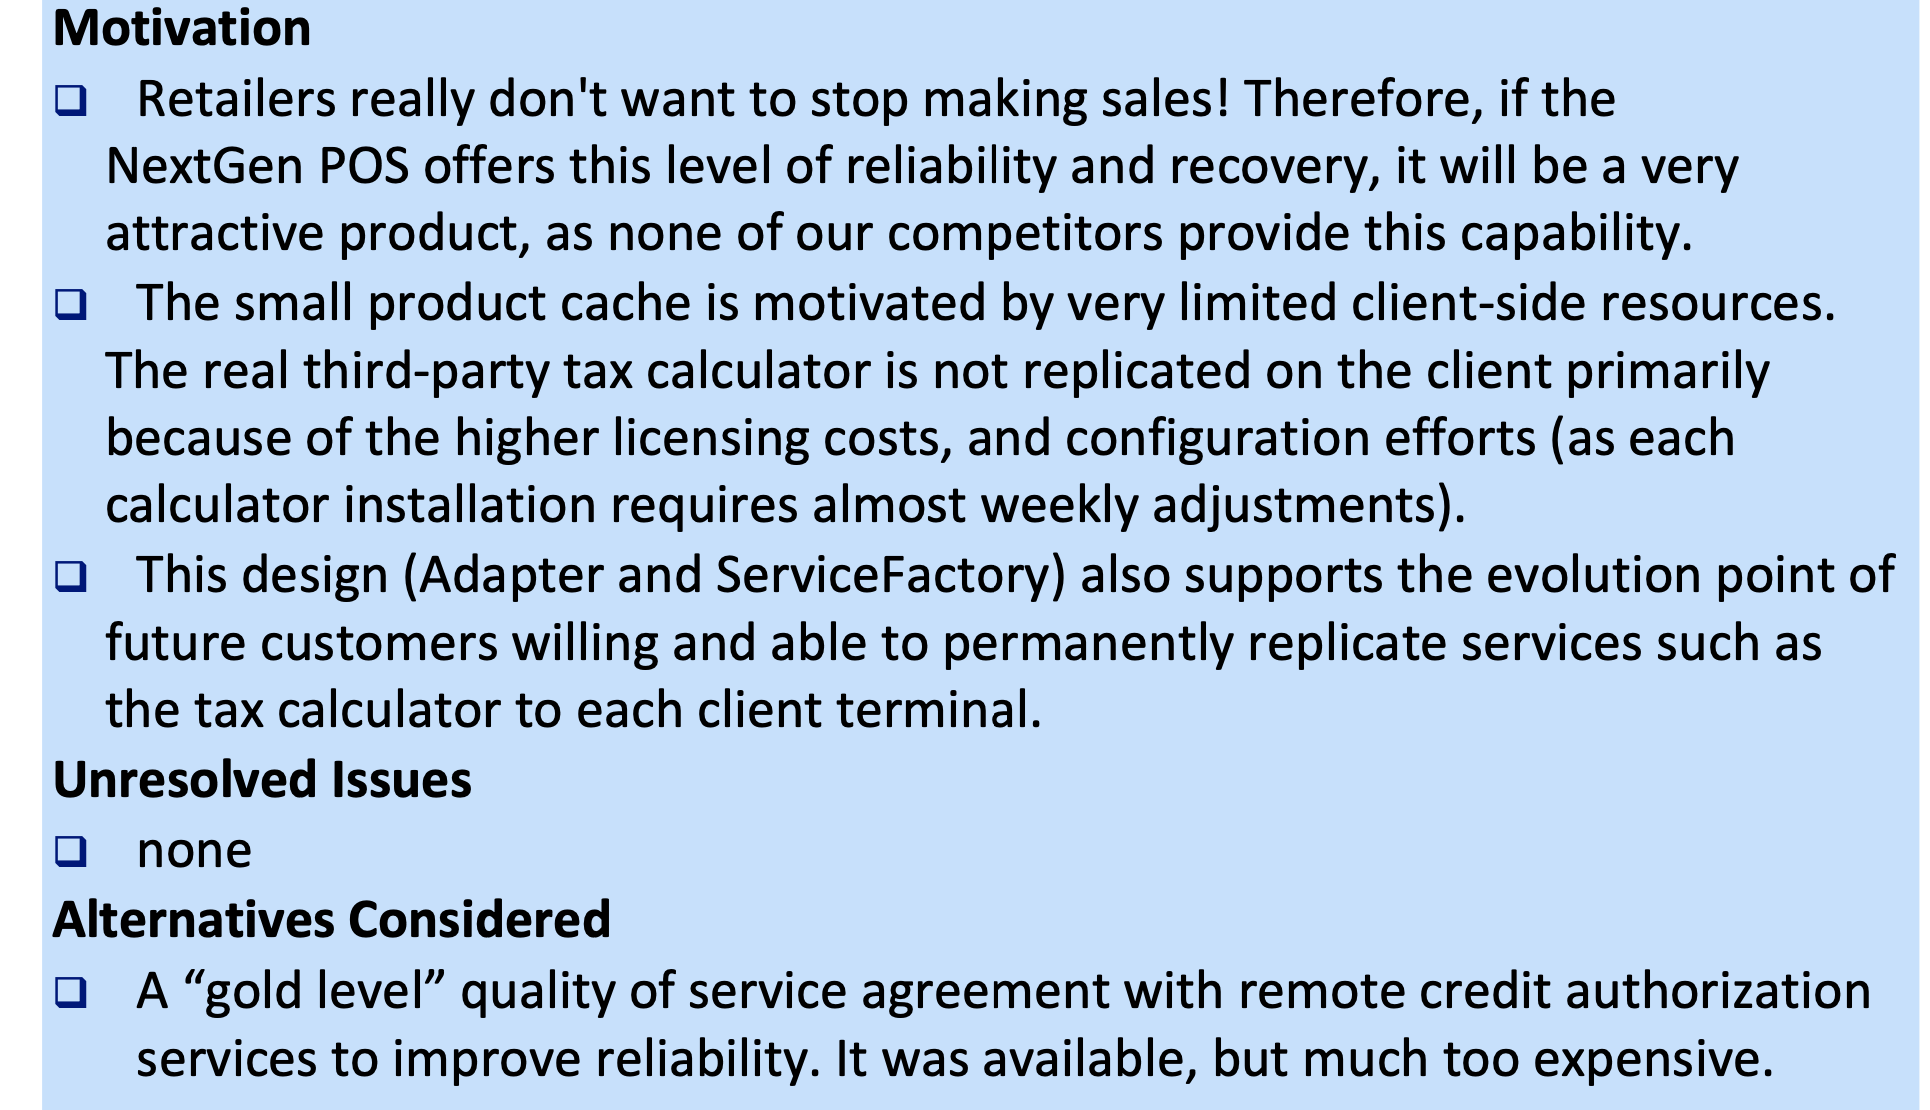 Motivation
❑ Retailers really don't want to stop making sales! Therefore, if the
NextGen POS offers this level of reliability and recovery, it will be a very
attractive product, as none of our competitors provide this capability.
❑ The small product cache is motivated by very limited client-side resources.
The real third-party tax calculator is not replicated on the client primarily
because of the higher licensing costs, and configuration efforts (as each
calculator installation requires almost weekly adjustments).
❑ This design (Adapter and ServiceFactory) also supports the evolution point of
future customers willing and able to permanently replicate services such as
the tax calculator to each client terminal.
Unresolved Issues
❑ none
Alternatives Considered
❑ A “gold level” quality of service agreement with remote credit authorization
services to improve reliability. It was available, but much too expensive.